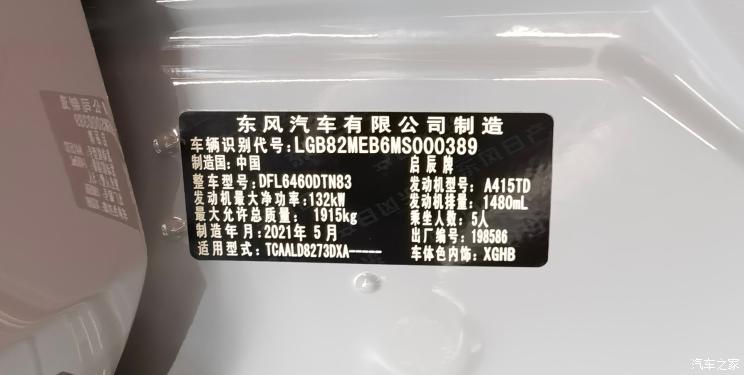 东风汽车有限公司制造
车辆识别代号:LGB82MEB6MS000389
制造国:中国 启辰牌
整车型号:DFL6460DTN83 发动机型号:A415TD
发动机最大净功率:132kW 发动机排量:1480mL
最大允许总质量:1915kg 乘坐人数:5人
制造年月:2021年5月 出厂编号:198586
适用型式:TCAALD8273DXA----- 车体色内饰:XGHB
汽车之家